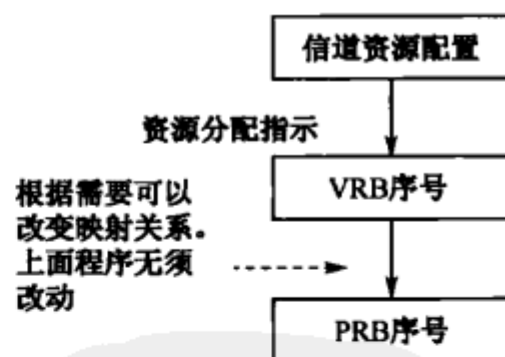 信道资源配置
资源分配指示
VRB序号
根据需要可以
改变映射关系。
上面程序无须
改动
PRB序号